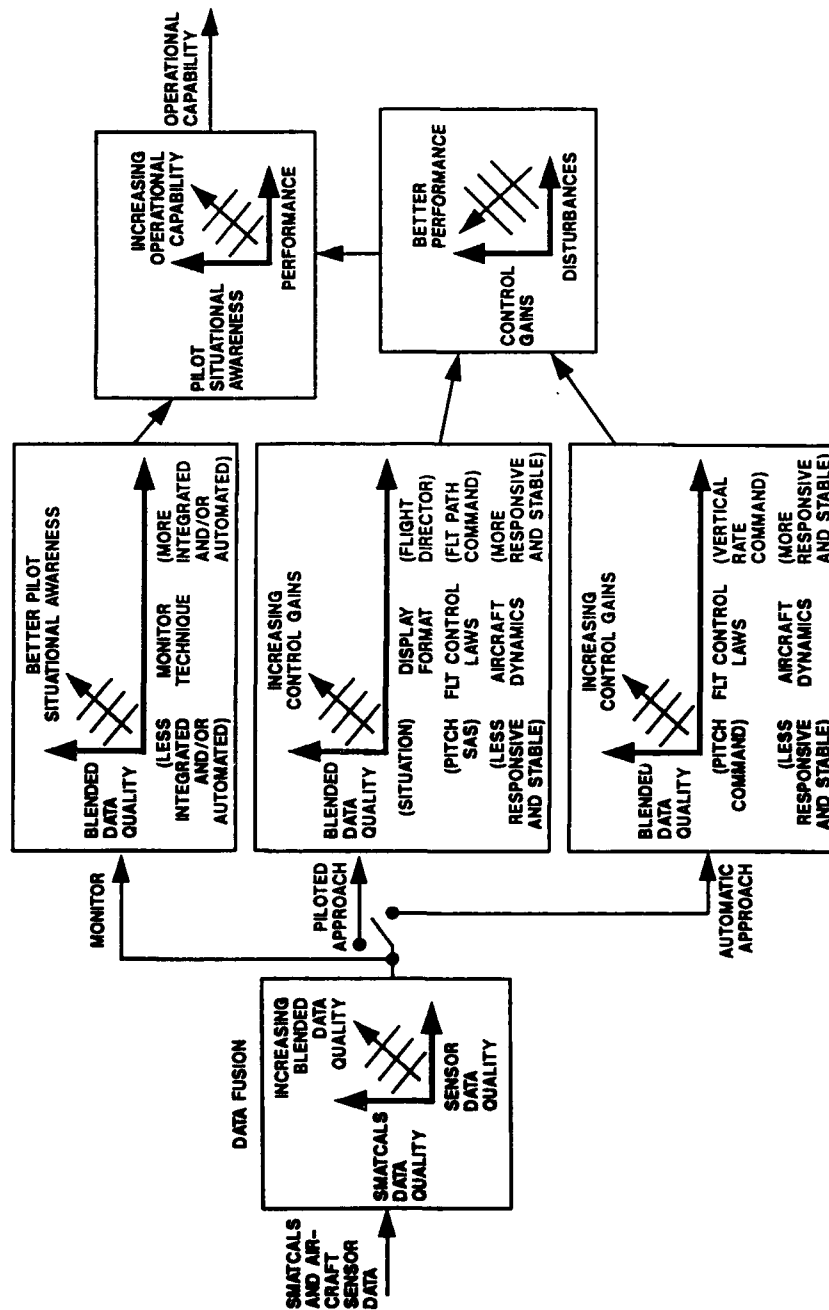 SMATCALS
AND AIR-
CRAFT
SENSOR
DATA
DATA FUSION
INCREASING
BLENDED
DATA
QUALITY
SMATCALS
DATA
QUALITY
SENSOR
DATA
QUALITY
MONITOR
PILOTED
APPROACH
AUTOMATIC
APPROACH
BETTER PILOT
SITUATIONAL AWARENESS
BLENDED
DATA
QUALITY
(LESS
INTEGRATED
AND/OR
AUTOMATED)
MONITOR
TECHNIQUE
(MORE
INTEGRATED
AND/OR
AUTOMATED)
INCREASING
CONTROL GAINS
BLENDED
DATA
QUALITY
(SITUATION)
DISPLAY
FORMAT
(FLIGHT
DIRECTOR)
(PITCH
SAS)
FLT CONTROL
LAWS
(FLT PATH
COMMAND)
(LESS
RESPONSIVE
AND STABLE)
AIRCRAFT
DYNAMICS
(MORE
RESPONSIVE
AND STABLE)
INCREASING
CONTROL GAINS
BLENDED
DATA
QUALITY
(PITCH
COMMAND)
FLT CONTROL
LAWS
(VERTICAL
RATE
COMMAND)
(LESS
RESPONSIVE
AND STABLE)
AIRCRAFT
DYNAMICS
(MORE
RESPONSIVE
AND STABLE)
INCREASING
OPERATIONAL
CAPABILITY
PILOT
SITUATIONAL
AWARENESS
PERFORMANCE
BETTER
PERFORMANCE
CONTROL
GAINS
DISTURBANCES
OPERATIONAL
CAPABILITY